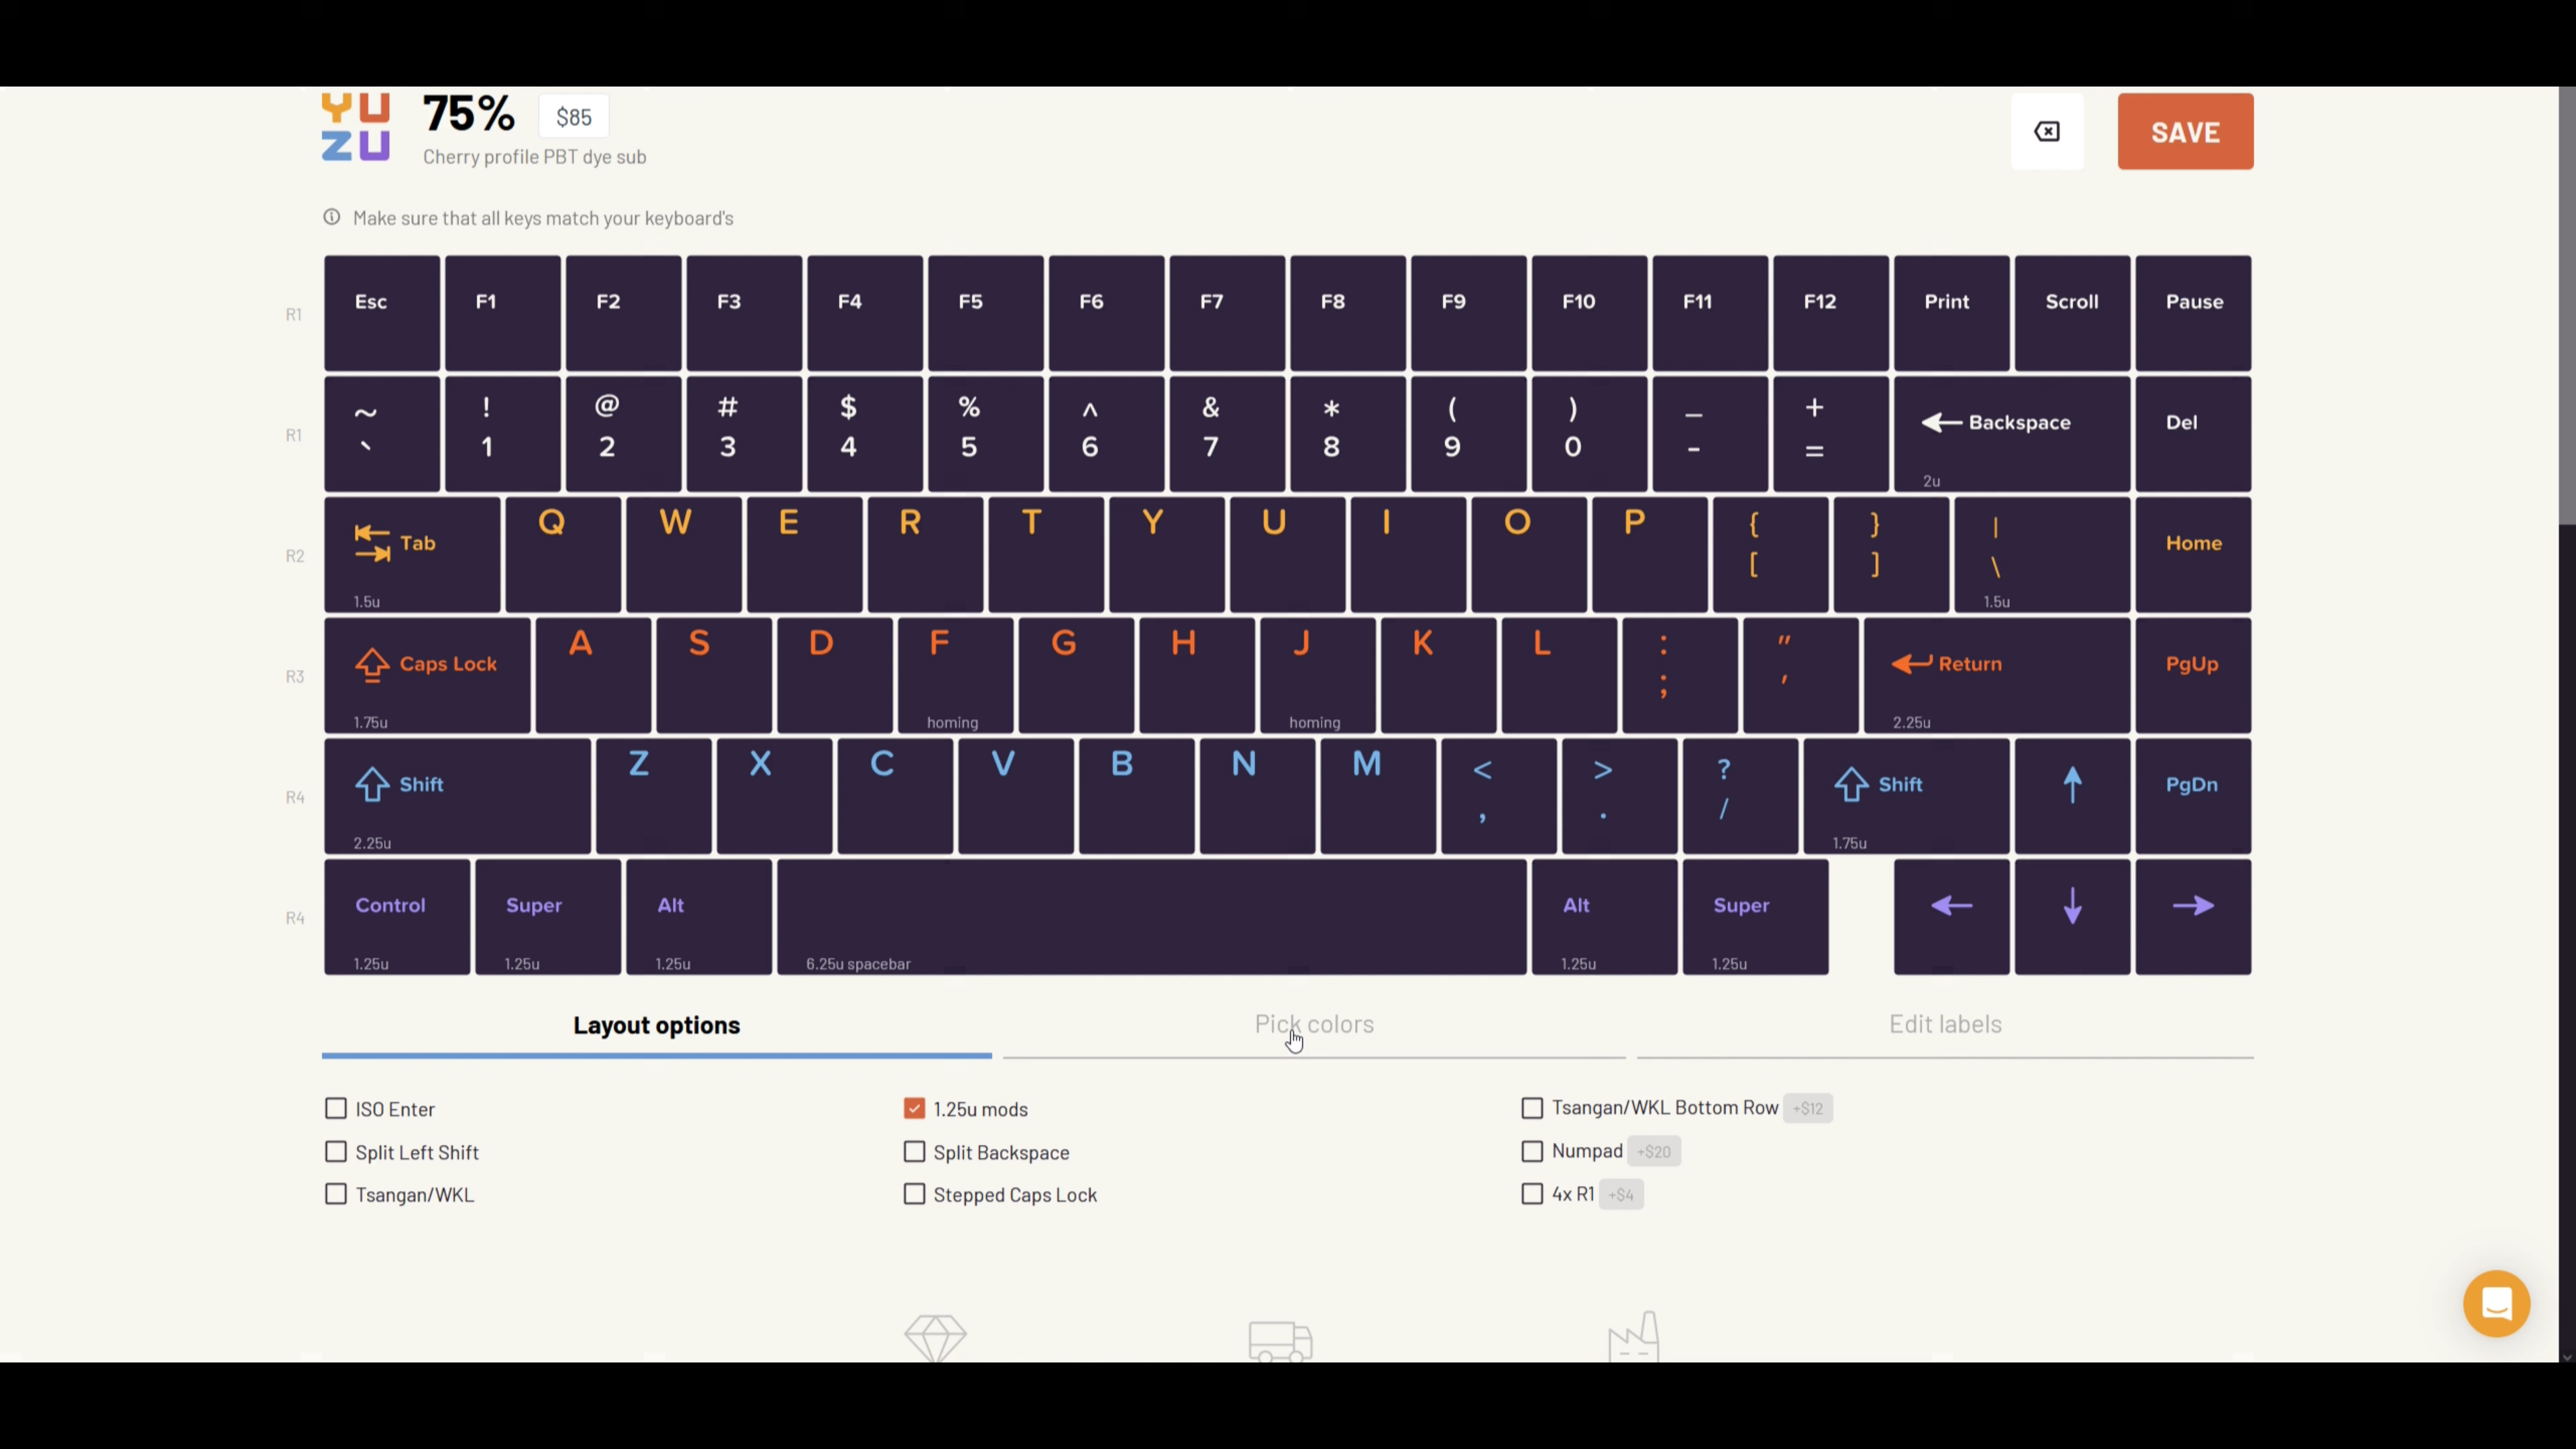 YU
ZU
75%
$85
Cherry profile PBT dye sub
SAVE
Make sure that all keys match your keyboard's
R1
Esc F1 F2 F3 F4 F5 F6 F7 F8 F9 F10 F11 F12 Print Scroll Pause
~ ! @ # $ % ^ & * ( ) _ +
R1
` 1 2 3 4 5 6 7 8 9 0 - = ← Backspace Del
2u
Tab Q W E R T Y U I O P { } | Home
R2
[ ] \
1.5u 1.5u
Caps Lock A S D F G H J K L : " ← Return PgUp
R3
; '
1.75u homing homing 2.25u
Shift Z X C V B N M < > ? Shift ↑ PgDn
R4
, . /
2.25u 1.75u
R4
Control Super Alt Alt Super ← ↓ →
1.25u 1.25u 1.25u 6.25u spacebar 1.25u 1.25u
Layout options Pick colors Edit labels
ISO Enter 1.25u mods Tsangan/WKL Bottom Row +$12
Split Left Shift Split Backspace Numpad +$20
Tsangan/WKL Stepped Caps Lock 4x R1 +$4